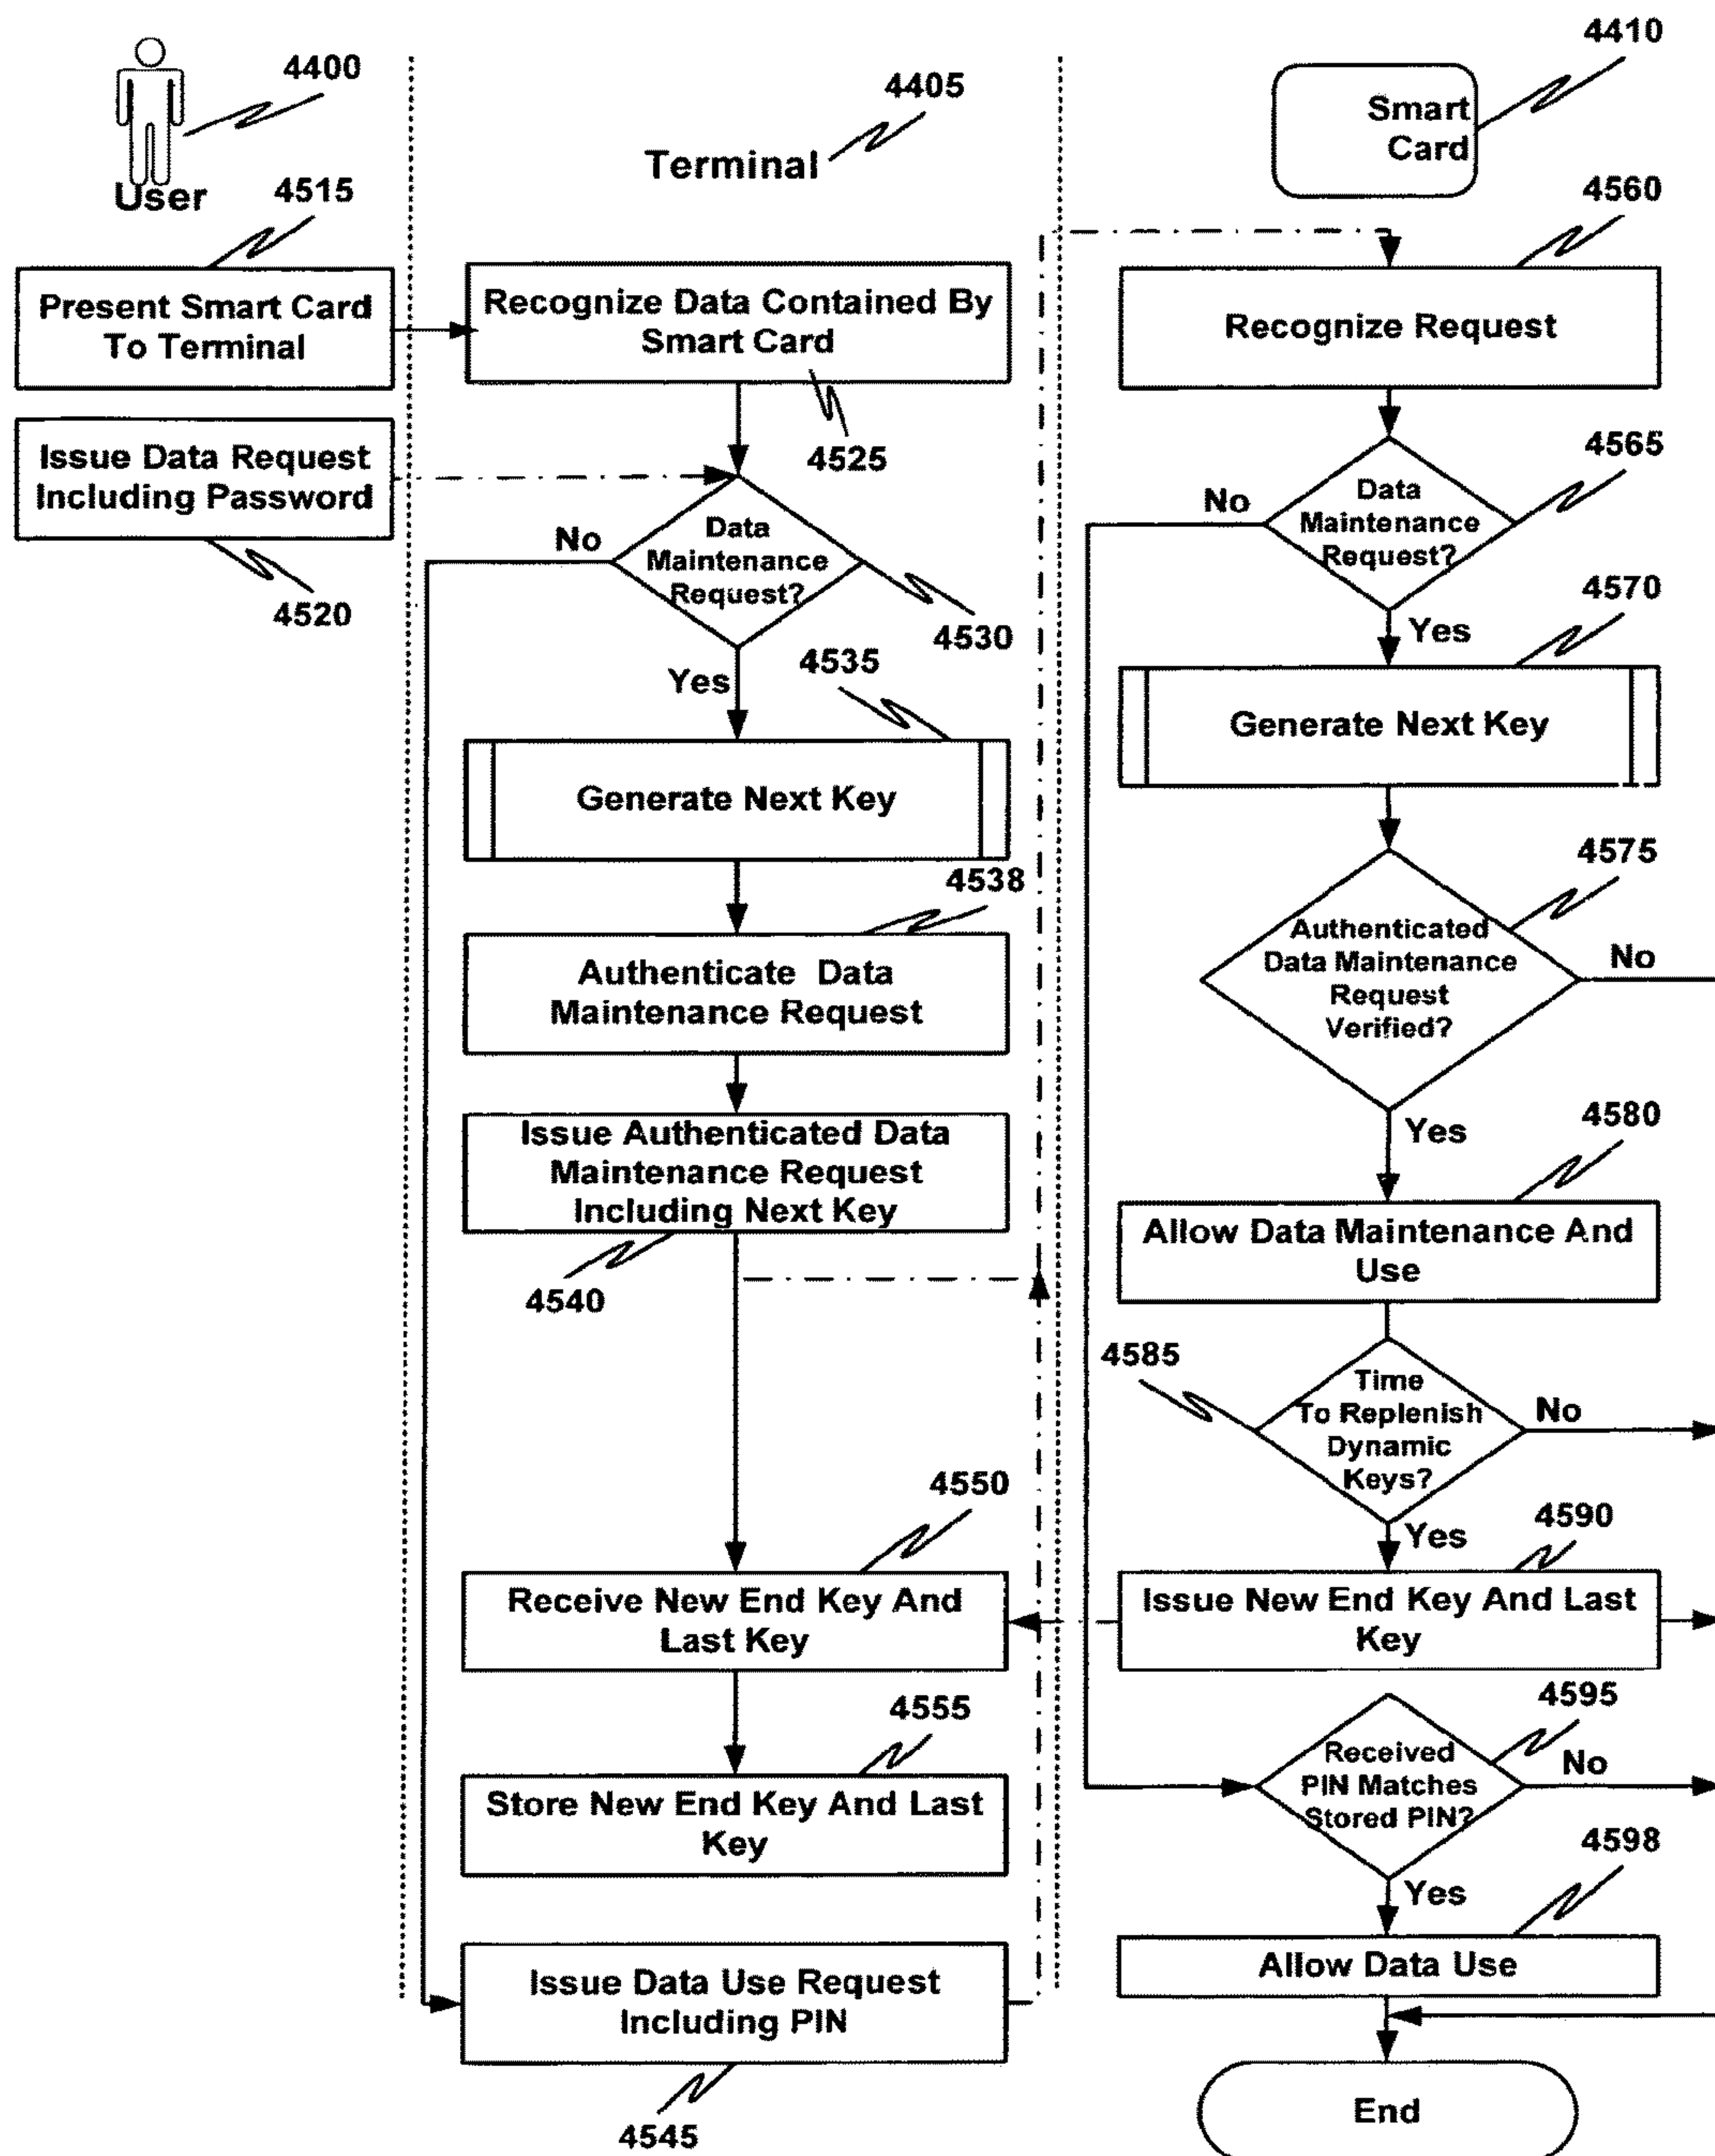 4400
User
4515
Present Smart Card
To Terminal
Issue Data Request
Including Password
4520
4405
Terminal
Recognize Data Contained By
Smart Card
4525
Data
Maintenance
Request?
No
4530
Yes
4535
Generate Next Key
4538
Authenticate Data
Maintenance Request
Issue Authenticated Data
Maintenance Request
Including Next Key
4540
4550
Receive New End Key And
Last Key
4555
Store New End Key And Last
Key
Issue Data Use Request
Including PIN
4545
4410
Smart
Card
4560
Recognize Request
4565
No
Data
Maintenance
Request?
4570
Yes
Generate Next Key
4575
Authenticated
Data Maintenance
Request
Verified?
No
Yes
4580
Allow Data Maintenance And
Use
4585
Time
To Replenish
Dynamic
Keys?
No
Yes
4590
Issue New End Key And Last
Key
4595
Received
PIN Matches
Stored PIN?
No
4598
Yes
Allow Data Use
End